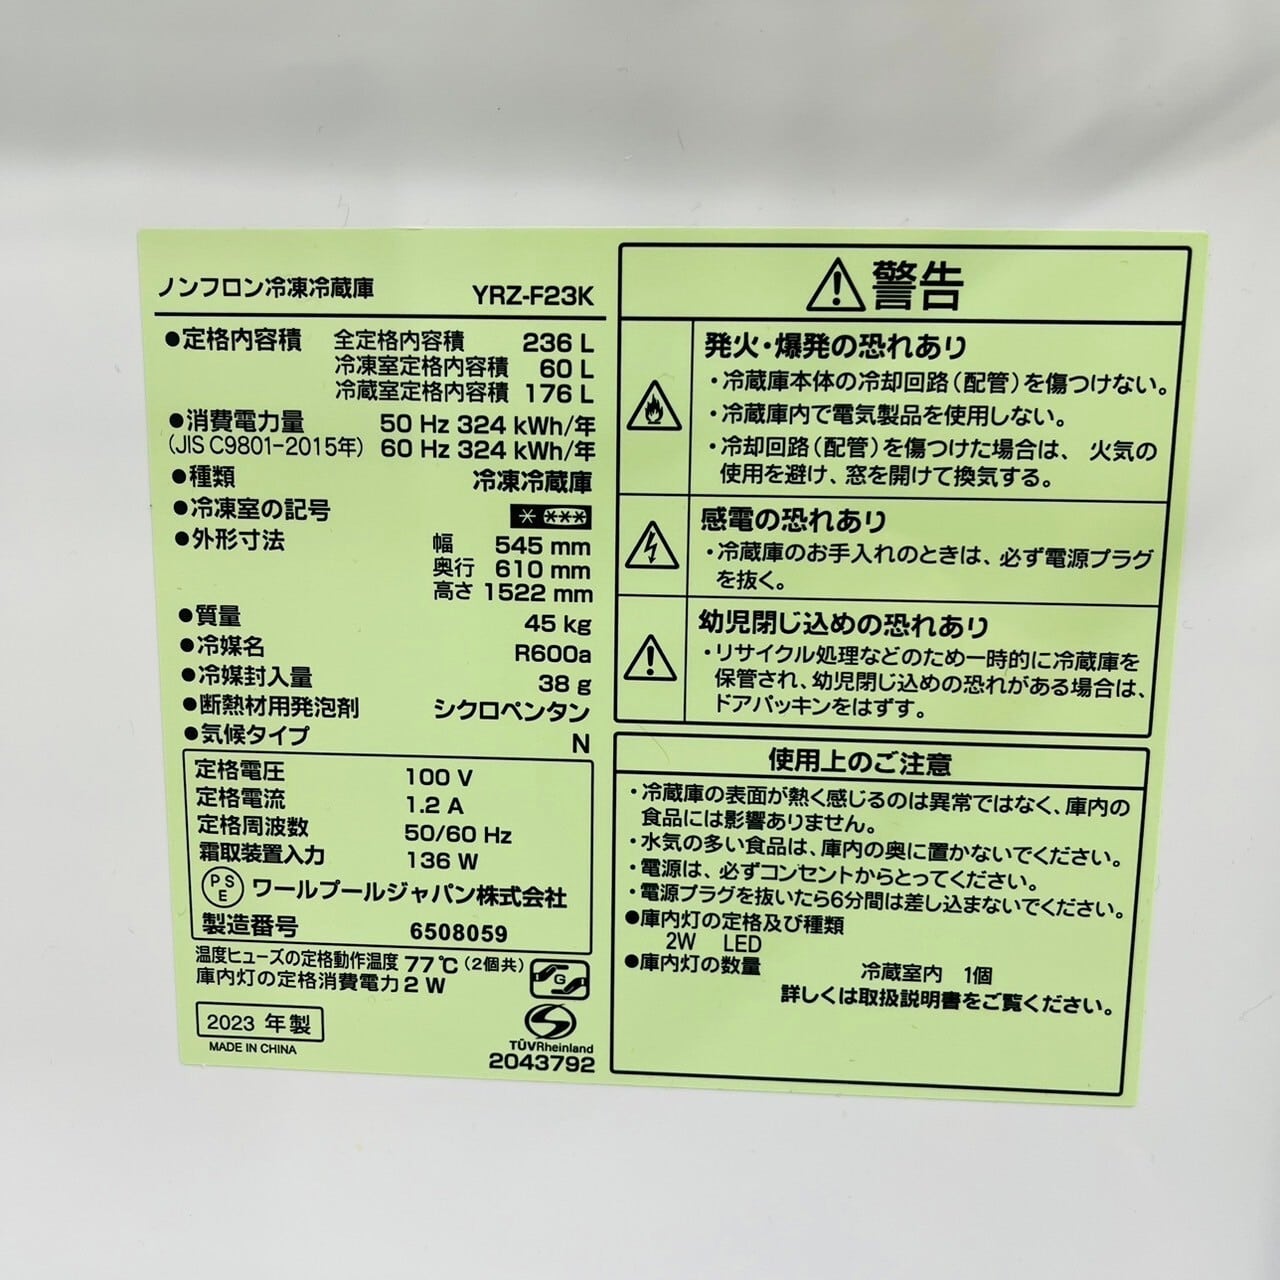 ノンフロン冷凍冷蔵庫 YRZ-F23K
●定格内容積 全定格内容積 236 L
冷凍室定格内容積 60 L
冷蔵室定格内容積 176 L
●消費電力量 50 Hz 324 kWh/年
(JIS C9801-2015年) 60 Hz 324 kWh/年
●種類 冷凍冷蔵庫
●冷凍室の記号 * ***
●外形寸法 幅 545 mm
奥行 610 mm
高さ 1522 mm
●質量 45 kg
●冷媒名 R600a
●冷媒封入量 38 g
●断熱材用発泡剤 シクロペンタン
●気候タイプ N
定格電圧 100 V
定格電流 1.2 A
定格周波数 50/60 Hz
霜取装置入力 136 W
PSE ワールプールジャパン株式会社
製造番号 6508059
温度ヒューズの定格動作温度 77℃ (2個共)
庫内灯の定格消費電力 2 W
G
2023 年製
MADE IN CHINA
TÜVRheinland
2043792
⚠警告
発火・爆発の恐れあり
・冷蔵庫本体の冷却回路(配管)を傷つけない。
・冷蔵庫内で電気製品を使用しない。
・冷却回路(配管)を傷つけた場合は、火気の
使用を避け、窓を開けて換気する。
感電の恐れあり
・冷蔵庫のお手入れのときは、必ず電源プラグ
を抜く。
幼児閉じ込めの恐れあり
・リサイクル処理などのため一時的に冷蔵庫を
保管され、幼児閉じ込めの恐れがある場合は、
ドアパッキンをはずす。
使用上のご注意
・冷蔵庫の表面が熱く感じるのは異常ではなく、庫内の
食品には影響ありません。
・水気の多い食品は、庫内の奥に置かないでください。
・電源は、必ずコンセントからとってください。
・電源プラグを抜いたら6分間は差し込まないでください。
●庫内灯の定格及び種類
2W LED
●庫内灯の数量 冷蔵室内 1個
詳しくは取扱説明書をご覧ください。